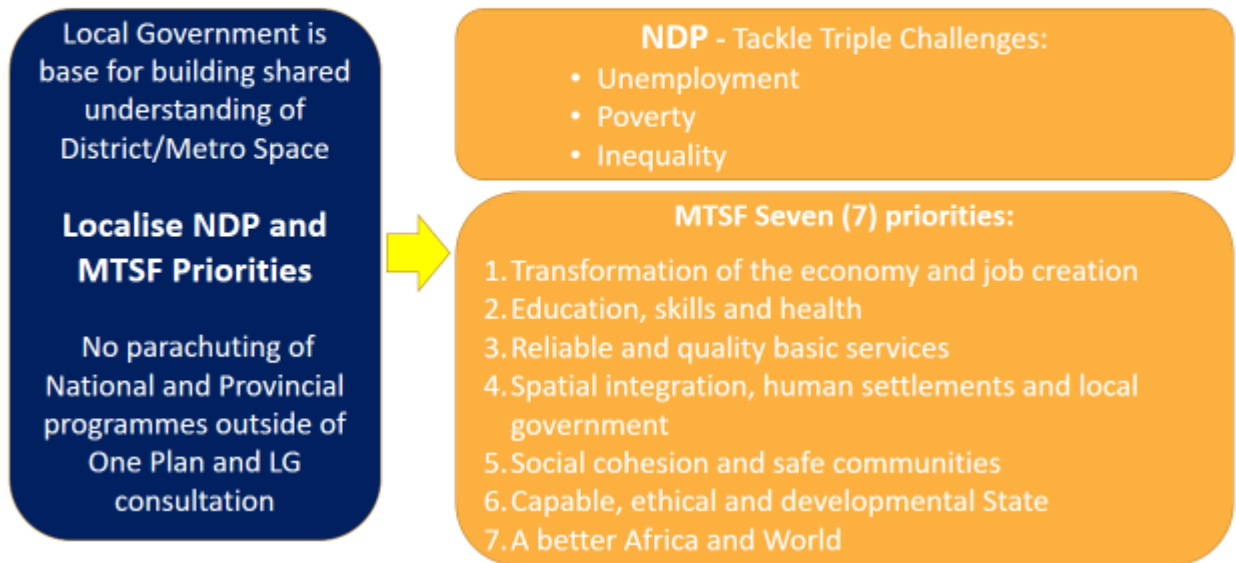 Local Government is
base for building shared
understanding of
District/Metro Space
Localise NDP and
MTSF Priorities
No parachuting of
National and Provincial
programmes outside of
One Plan and LG
consultation
NDP - Tackle Triple Challenges:
• Unemployment
• Poverty
• Inequality
MTSF Seven (7) priorities:
1. Transformation of the economy and job creation
2. Education, skills and health
3. Reliable and quality basic services
4. Spatial integration, human settlements and local
government
5. Social cohesion and safe communities
6. Capable, ethical and developmental State
7. A better Africa and World